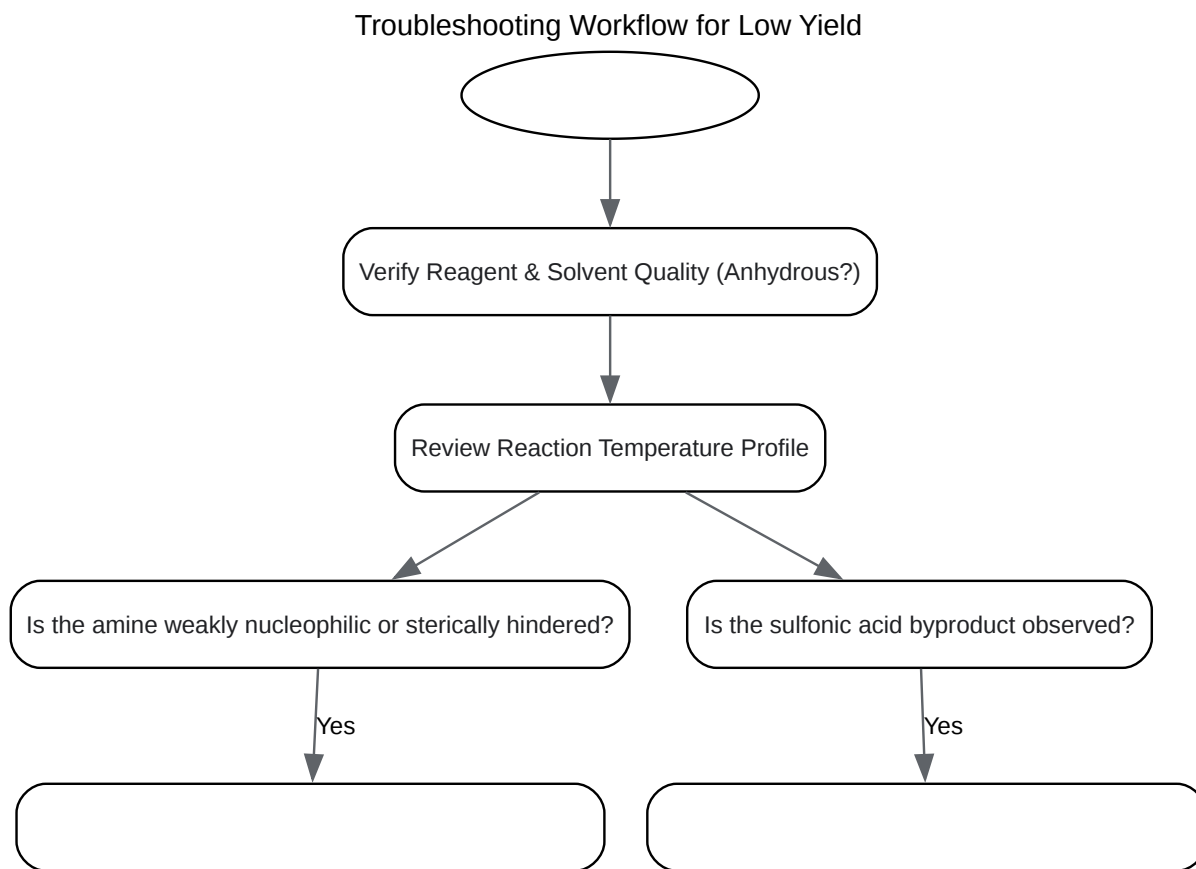 Troubleshooting Workflow for Low Yield
Verify Reagent & Solvent Quality (Anhydrous?)
Review Reaction Temperature Profile
Is the amine weakly nucleophilic or sterically hindered?
Is the sulfonic acid byproduct observed?
Yes
Yes